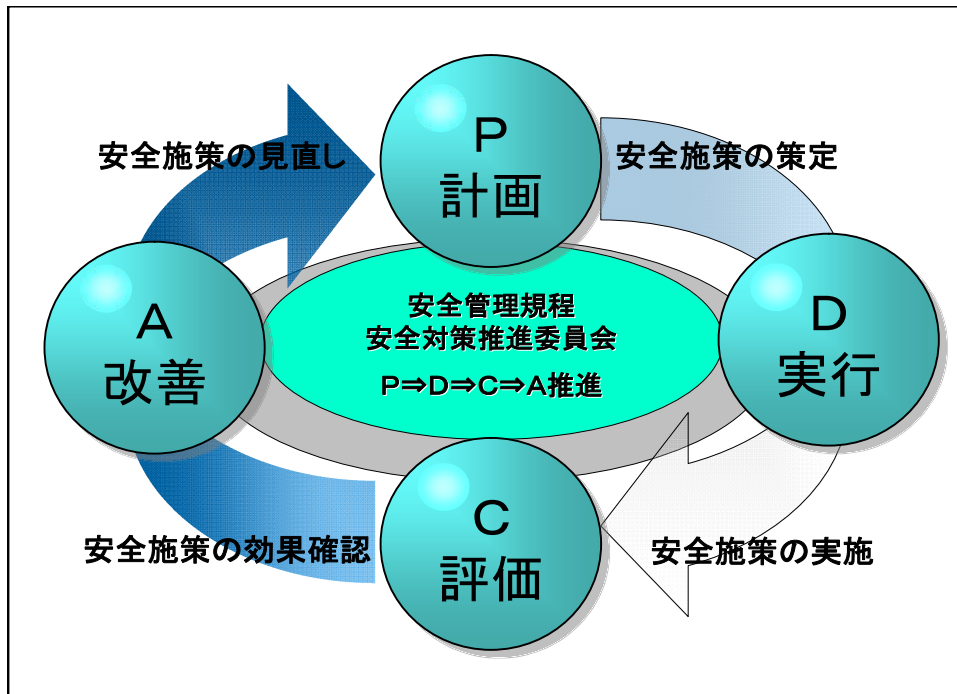 P
計画
安全施策の見直し
安全施策の策定
安全管理規程
安全対策推進委員会
P⇒D⇒C⇒A推進
A
改善
D
実行
C
評価
安全施策の効果確認
安全施策の実施